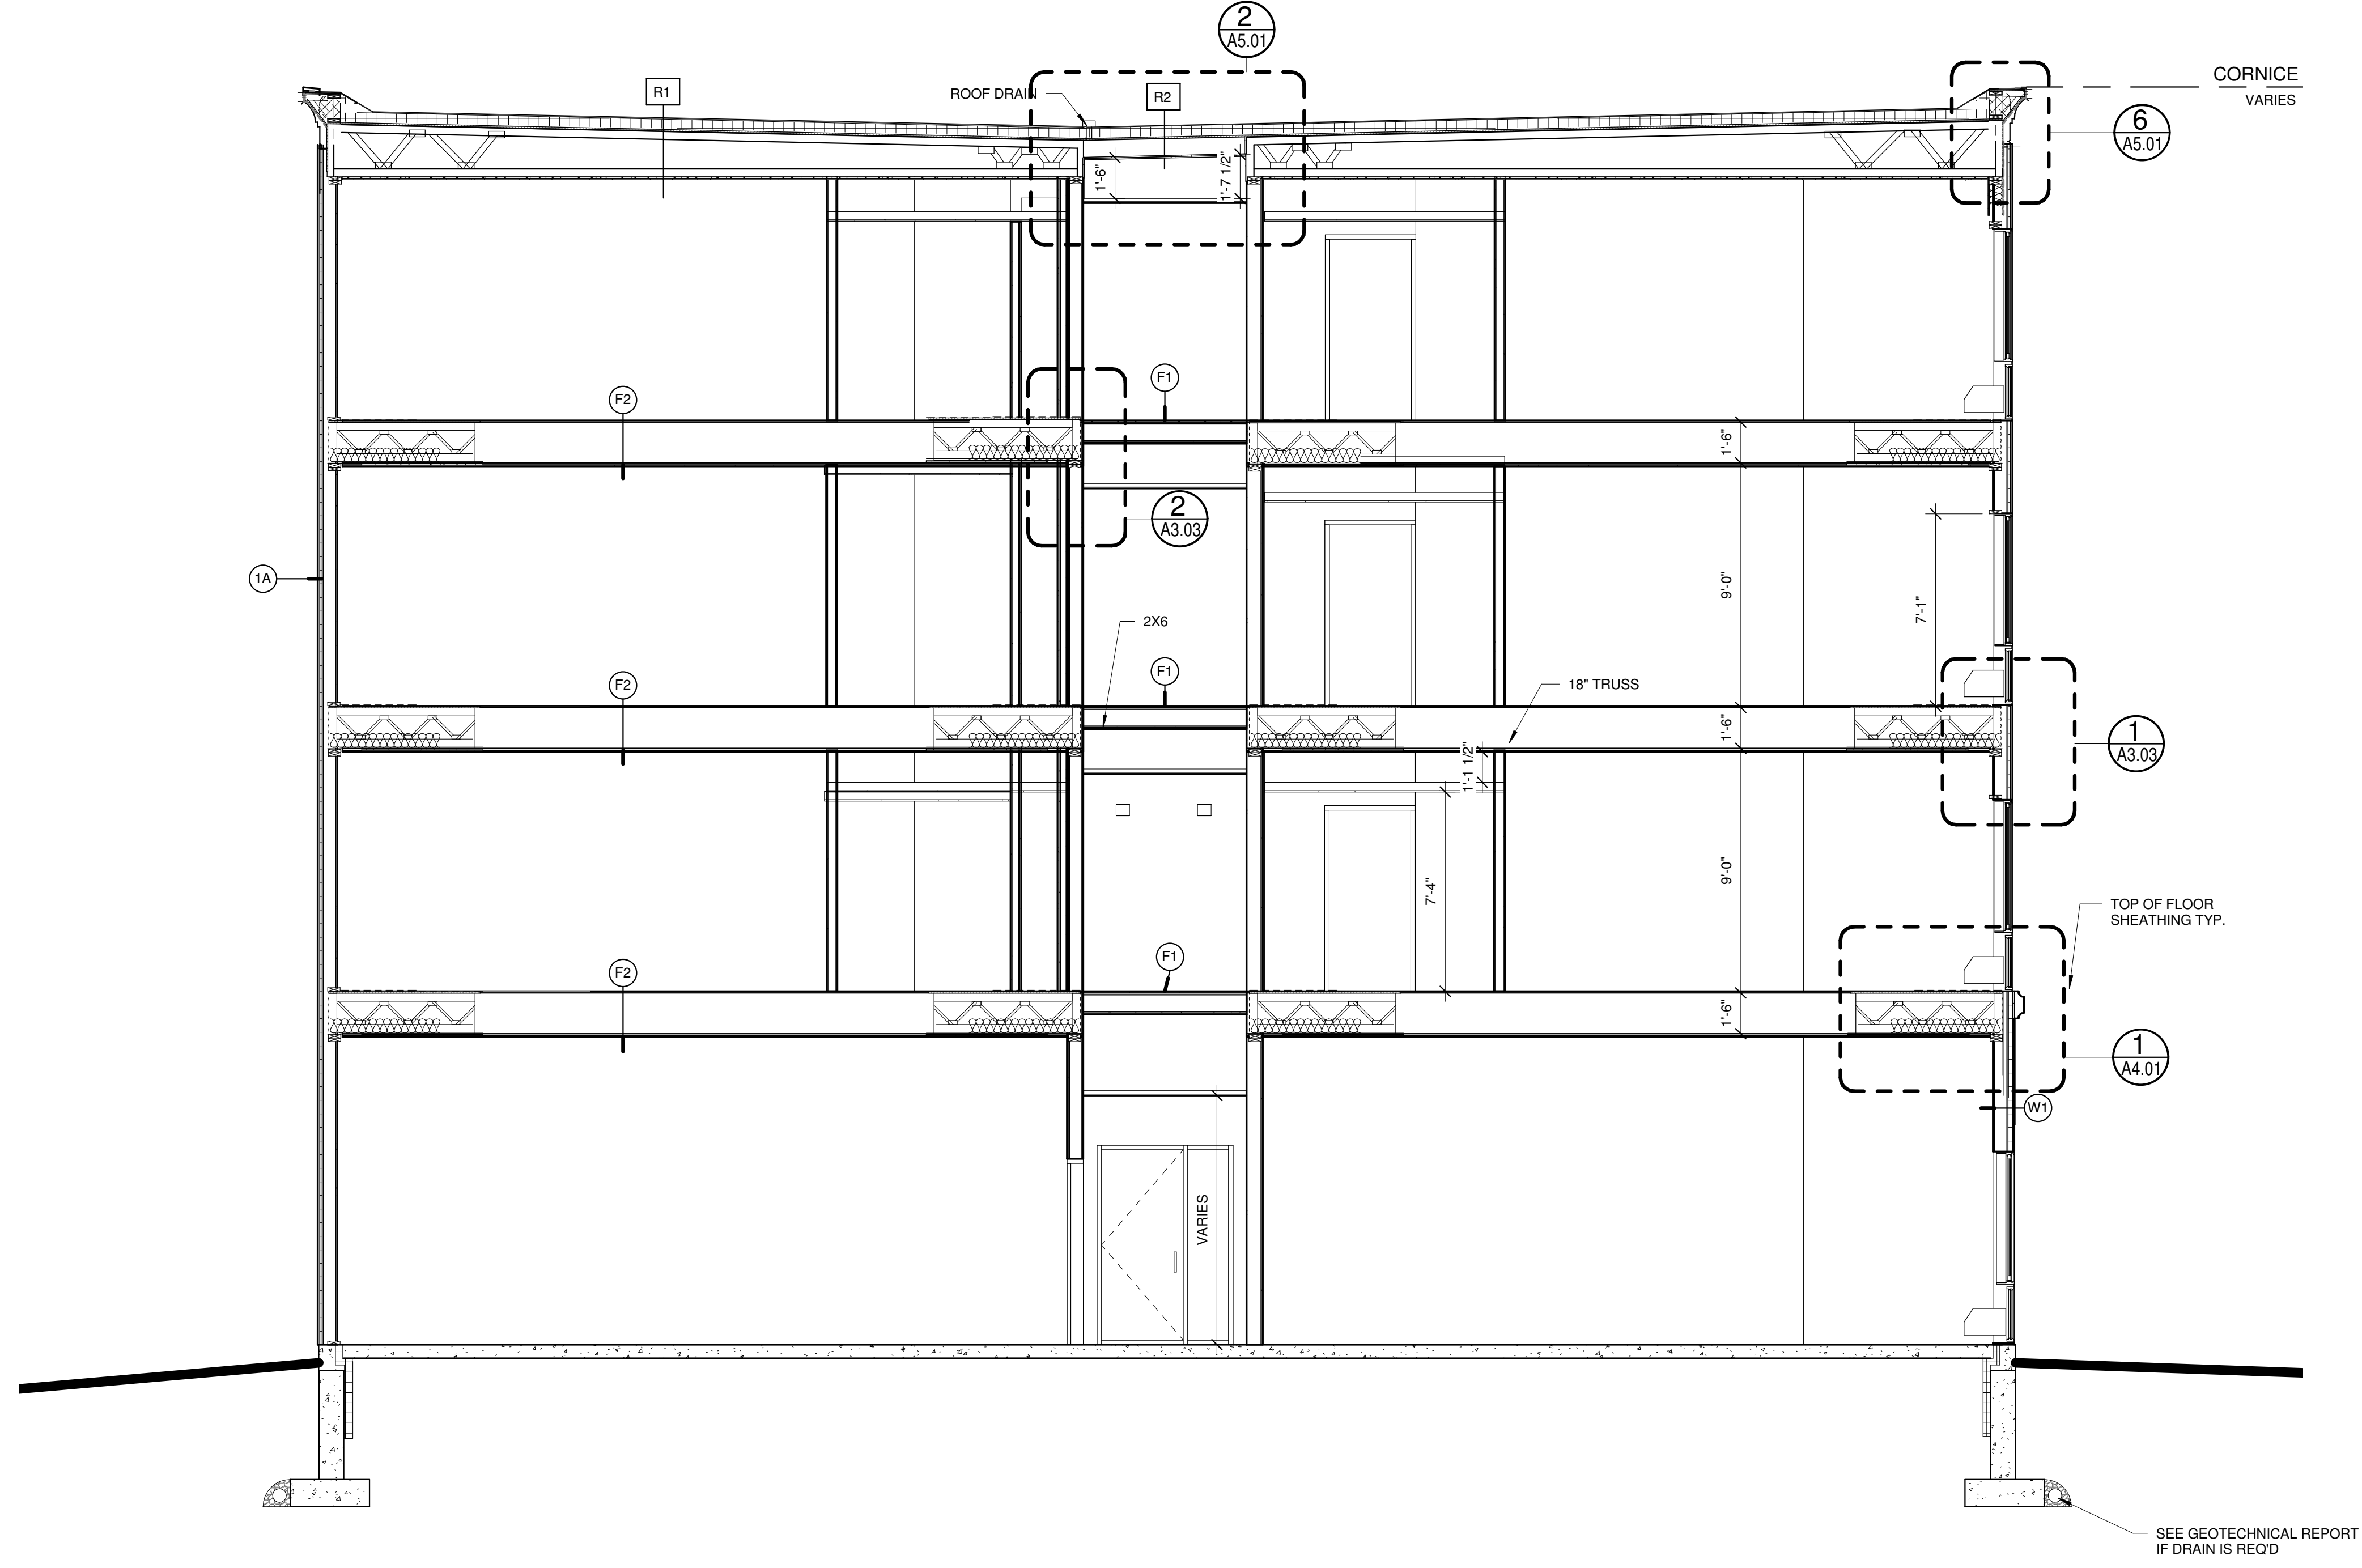 2
A5.01
CORNICE
VARIES
R1
ROOF DRAIN
R2
6
A5.01
1'-6"
1'-7 1/2"
F2
F1
1'-6"
2
A3.03
1A
9'-0"
7'-1"
2X6
F2
F1
18" TRUSS
1'-6"
1
A3.03
1'-1 1/2"
7'-4"
9'-0"
TOP OF FLOOR
SHEATHING TYP.
F2
F1
1'-6"
1
A4.01
W1
VARIES
SEE GEOTECHNICAL REPORT
IF DRAIN IS REQ'D